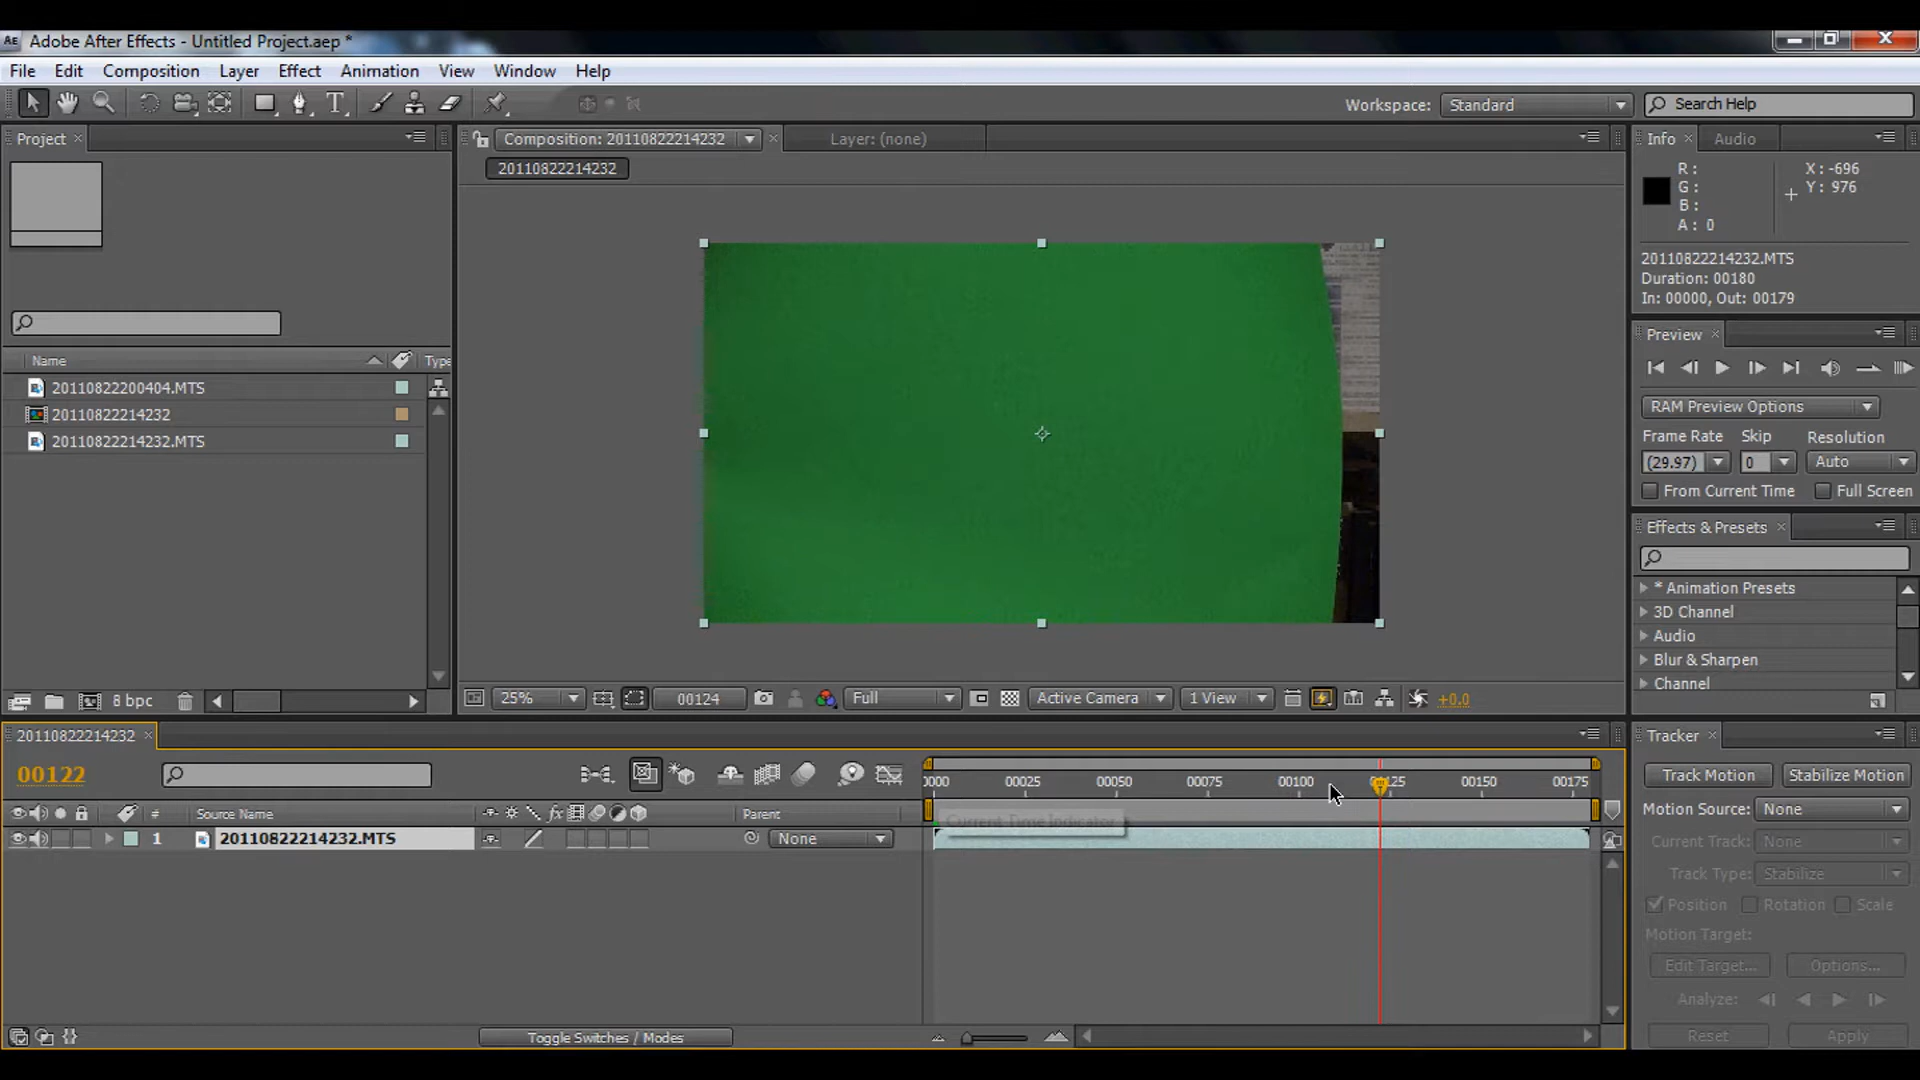 AE Adobe After Effects - Untitled Project.aep *
File Edit Composition Layer Effect Animation View Window Help
T Workspace: Standard Search Help
Project Composition: 20110822214232 Layer: (none) Info Audio
20110822214232
R:
G:
B:
A: 0
X: -696
Y: 976
20110822214232.MTS
Duration: 00180
In: 00000, Out: 00179
Preview
RAM Preview Options
Frame Rate Skip Resolution
(29.97) 0 Auto
From Current Time Full Screen
Name Type
20110822200404.MTS
20110822214232
20110822214232.MTS
Effects & Presets
* Animation Presets
3D Channel
Audio
Blur & Sharpen
Channel
8 bpc
25% 00124 Full Active Camera 1 View +0.0
20110822214232
Tracker
00122
0000 00025 00050 00075 00100 125 00150 00175
Track Motion Stabilize Motion
Motion Source: None
# Source Name fx Parent
Current Time Indicator
1 20110822214232.MTS None
Current Track: None
Track Type: Stabilize
Position Rotation Scale
Motion Target:
Edit Target... Options...
Analyze:
Reset Apply
Toggle Switches / Modes